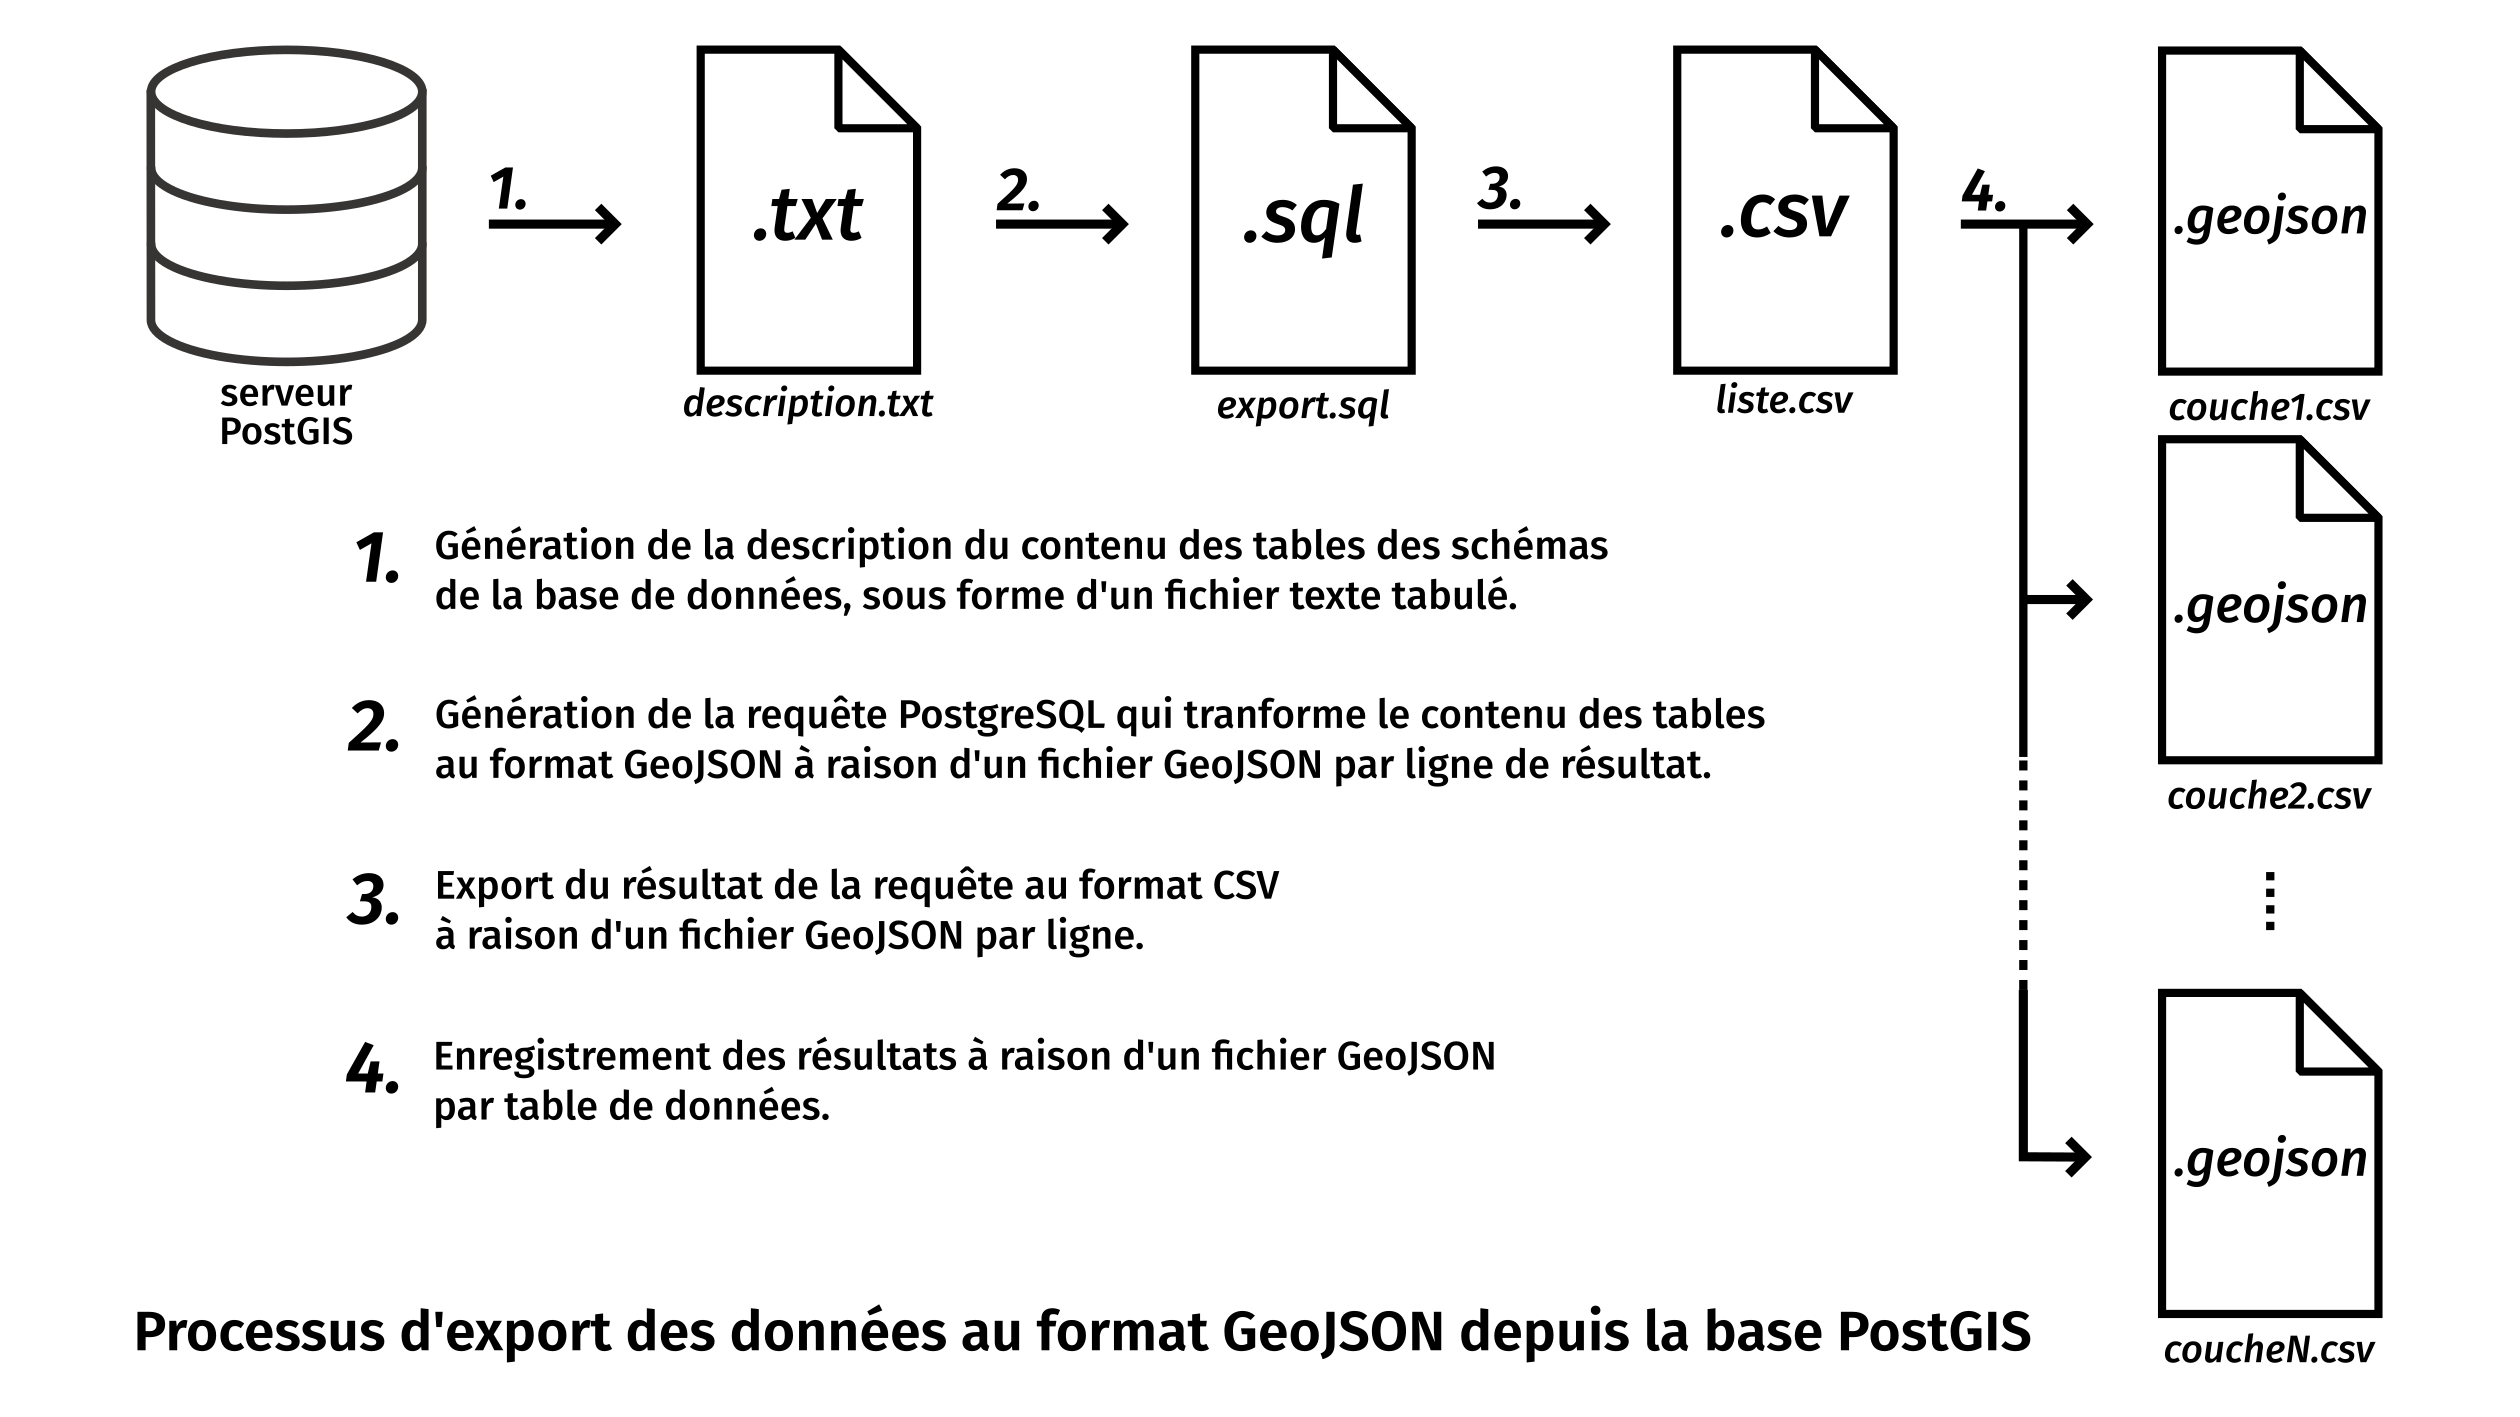 1.
.txt
2.
.sql
3.
.csv
4.
.geojson
Serveur
PostGIS
description.txt
export.sql
liste.csv
couche1.csv
1. Génération de la description du contenu des tables des schémas
de la base de données, sous forme d'un fichier texte tabulé.
.geojson
2. Génération de la requête PostgreSQL qui tranforme le contenu des tables
au format GeoJSON à raison d'un fichier GeoJSON par ligne de résultat.
couche2.csv
3. Export du résultat de la requête au format CSV
à raison d'un fichier GeoJSON par ligne.
4. Enregistrement des résultats à raison d'un fichier GeoJSON
par table de données.
.geojson
Processus d'export des données au format GeoJSON depuis la base PostGIS
coucheN.csv